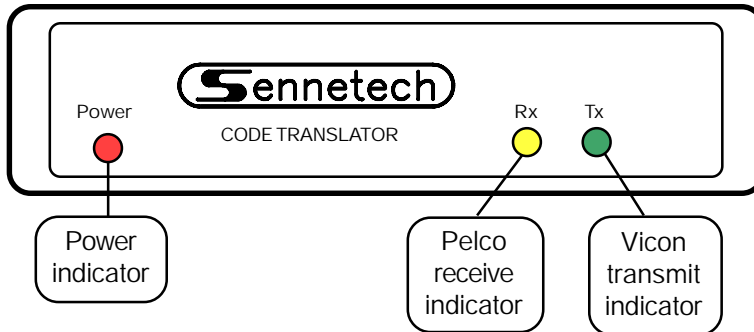 Sennetech
Power
Rx
Tx
CODE TRANSLATOR
Power
indicator
Pelco
receive
indicator
Vicon
transmit
indicator